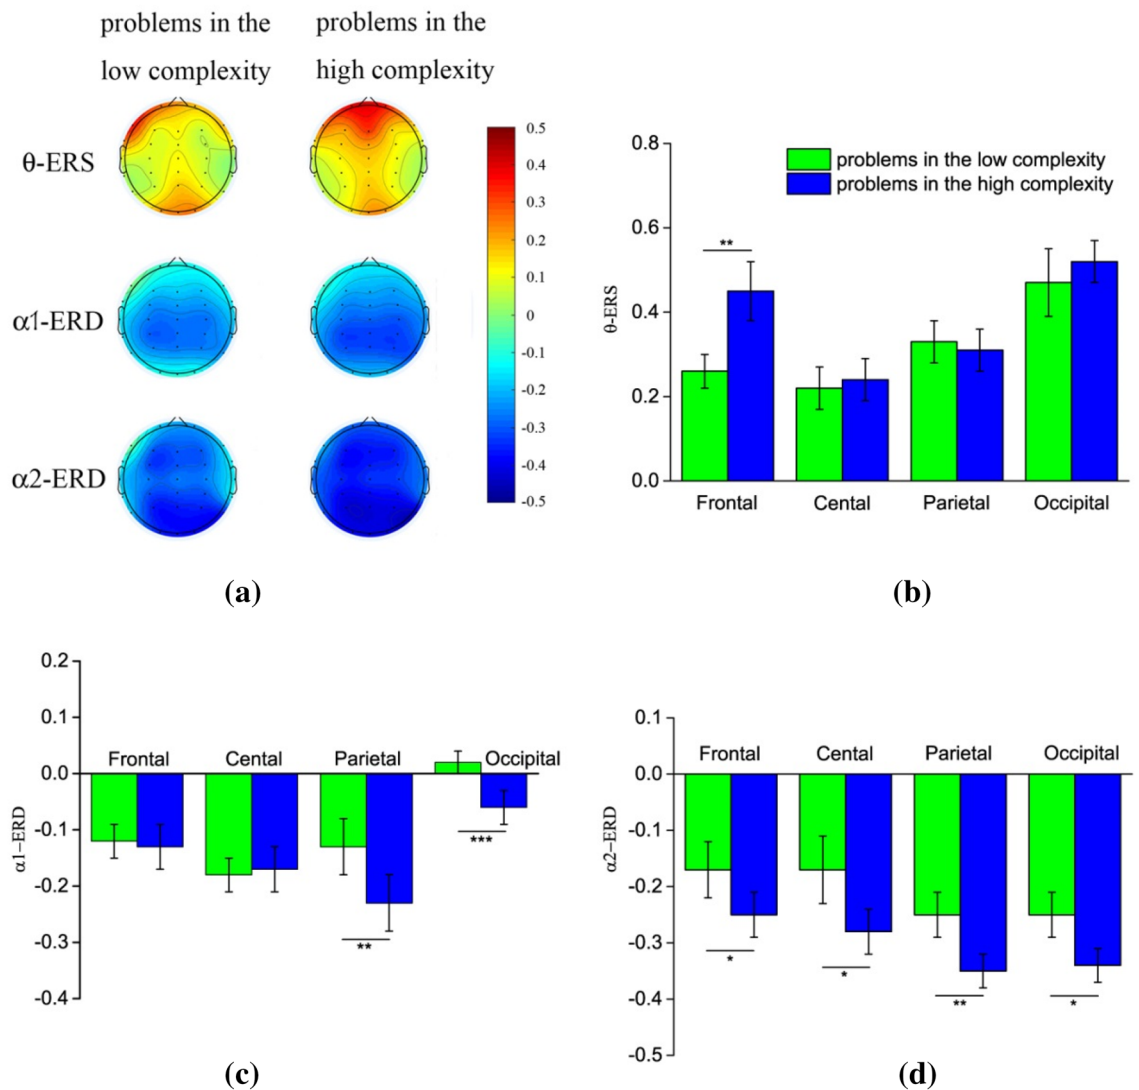 problems in the
low complexity
problems in the
high complexity
θ-ERS
α1-ERD
α2-ERD
0.5
0.4
0.3
0.2
0.1
0
-0.1
-0.2
-0.3
-0.4
-0.5
(a)
0.8
0.6
0.4
0.2
0.0
θ-ERS
problems in the low complexity
problems in the high complexity
**
Frontal Cental Parietal Occipital
(b)
0.2
0.1
0.0
-0.1
-0.2
-0.3
-0.4
α1-ERD
Frontal Cental Parietal Occipital
**
***
(c)
0.1
0.0
-0.1
-0.2
-0.3
-0.4
-0.5
α2-ERD
Frontal Cental Parietal Occipital
*
*
**
*
(d)